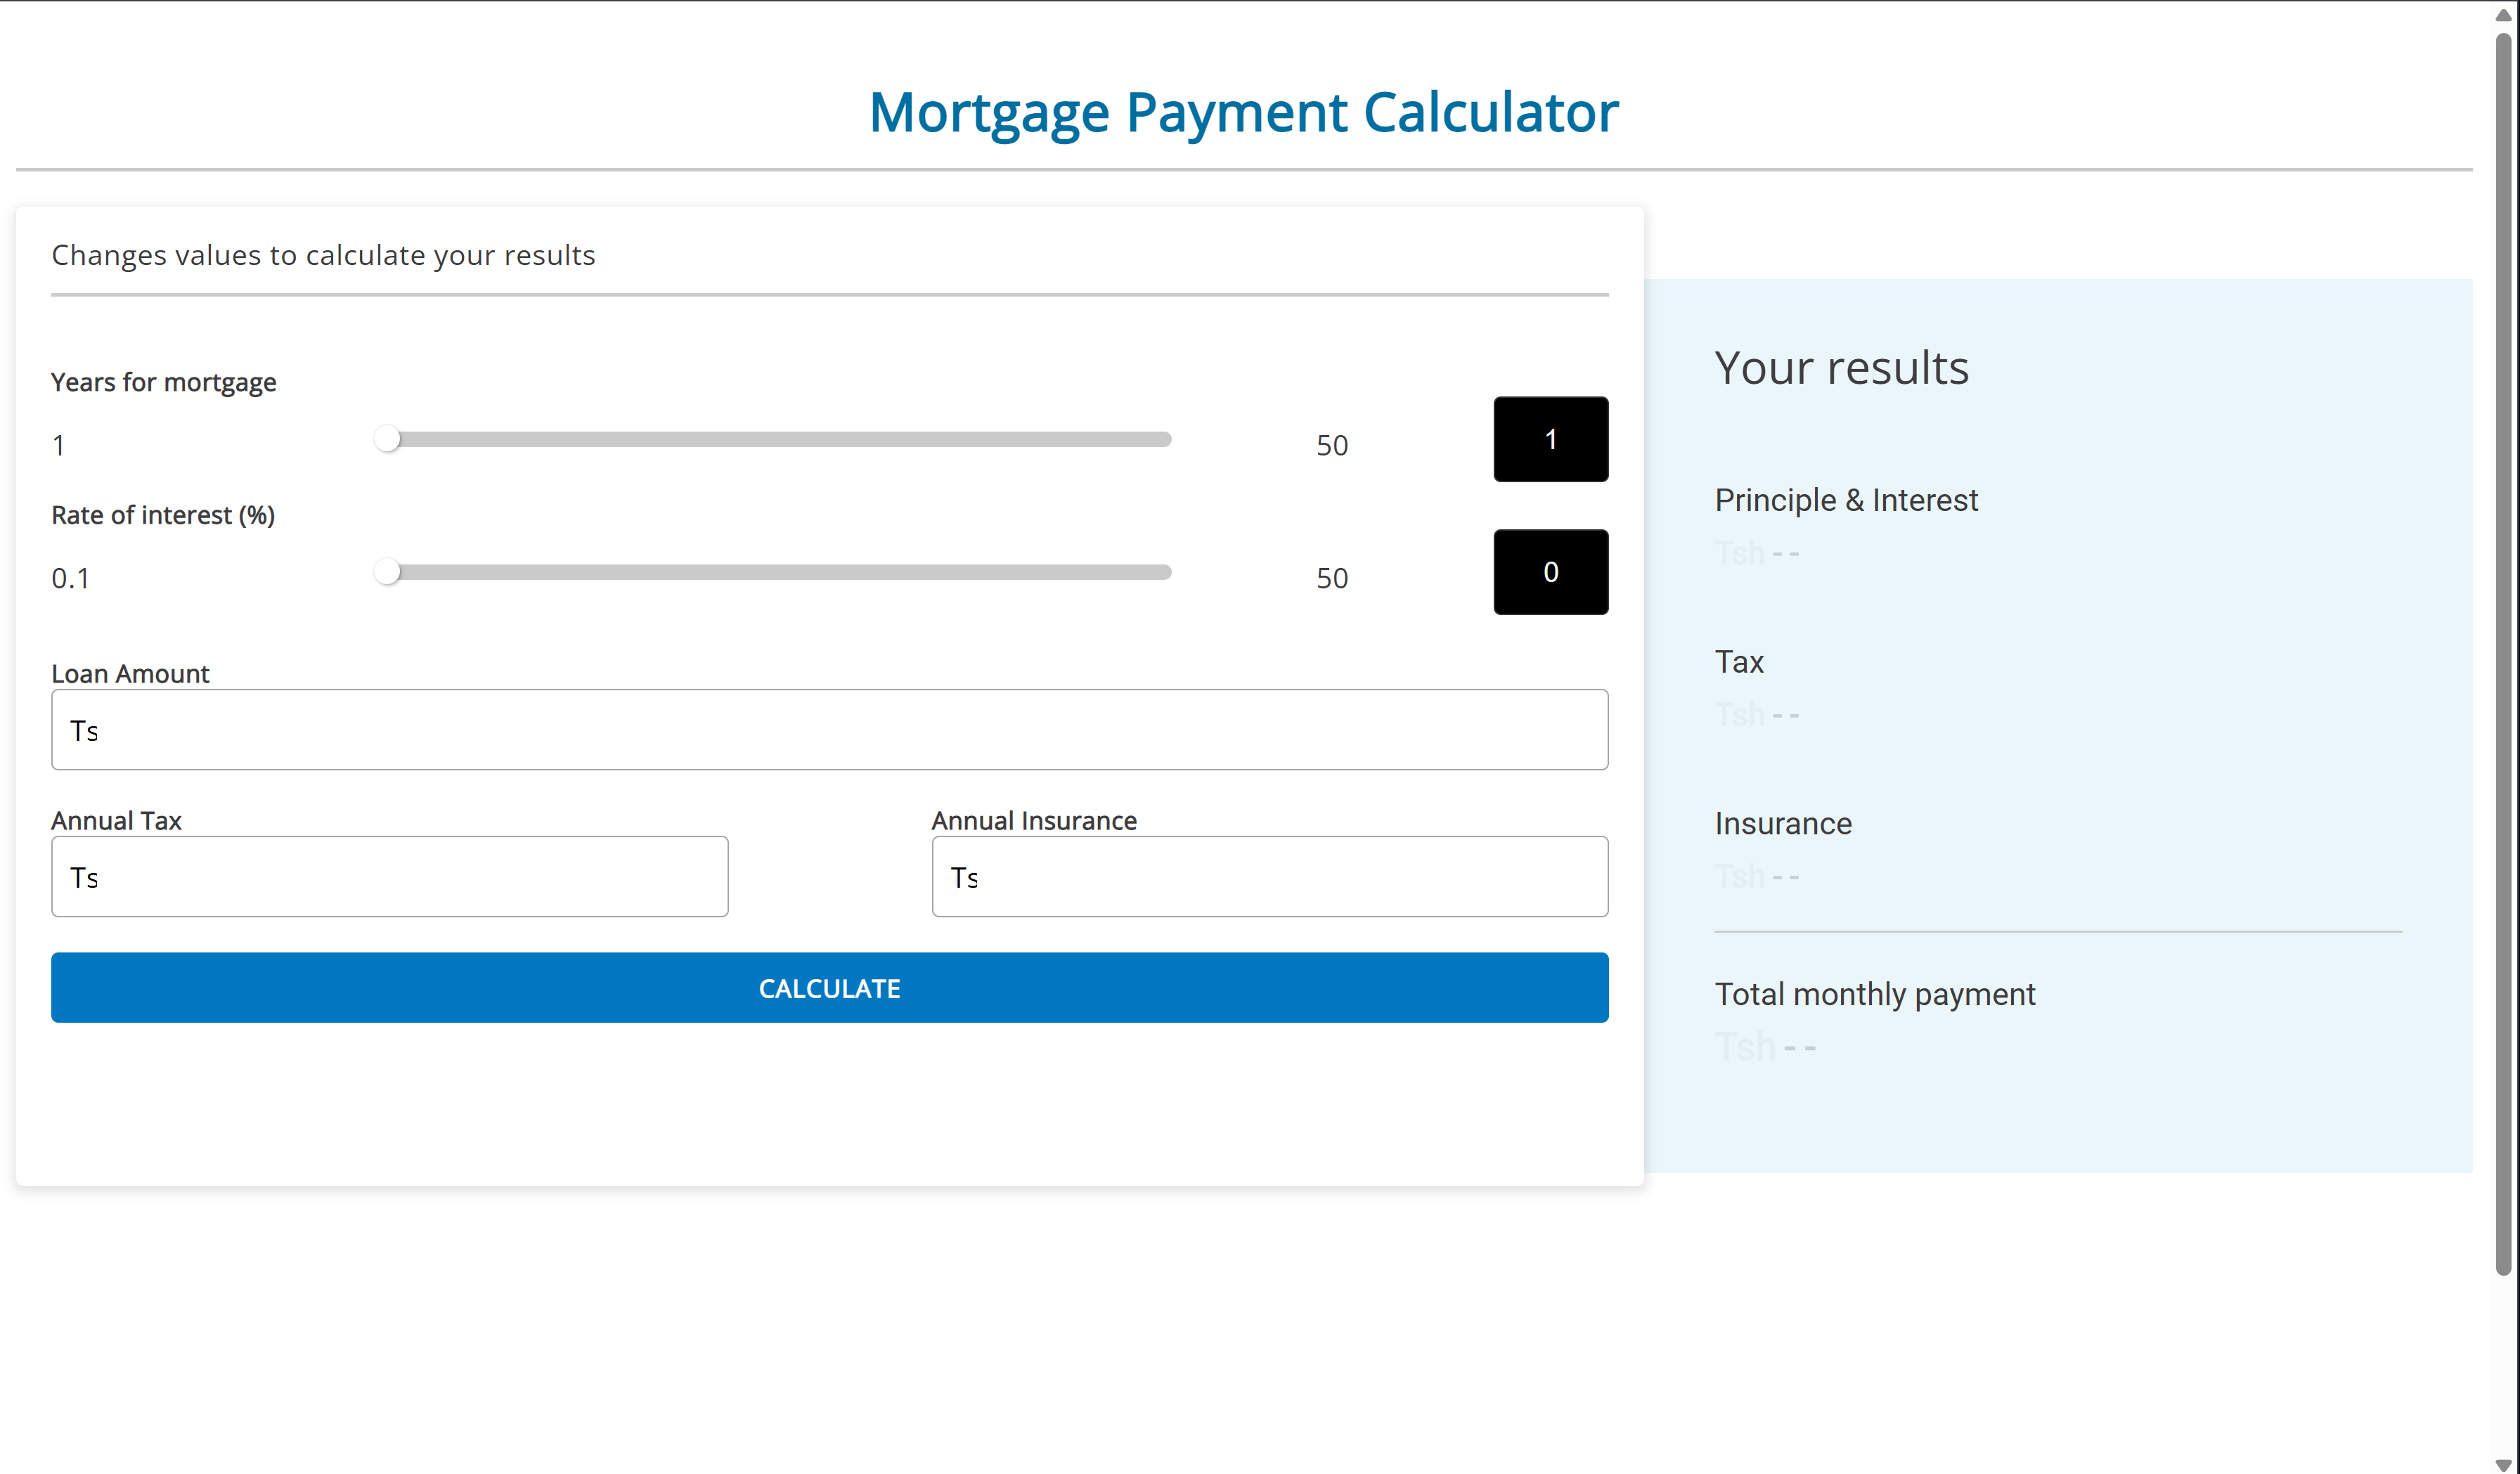 Mortgage Payment Calculator
Changes values to calculate your results
Years for mortgage
1 50 1
Rate of interest (%)
0.1 50 0
Loan Amount
Ts
Annual Tax Annual Insurance
Ts Ts
CALCULATE
Your results
Principle & Interest
Tsh - -
Tax
Tsh - -
Insurance
Tsh - -
Total monthly payment
Tsh - -